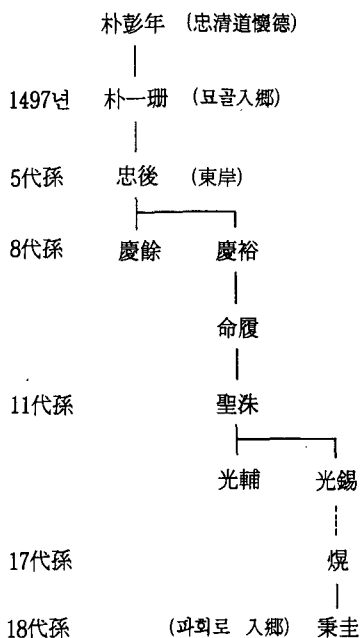 朴彭年 (忠清道懷德)
1497년 朴一珊 (묘골入鄕)
5代孫 忠後 (東岸)
8代孫 慶餘 慶裕
命履
11代孫 聖洙
光輔 光錫
17代孫 熀
18代孫 (파회로 入鄕) 秉圭